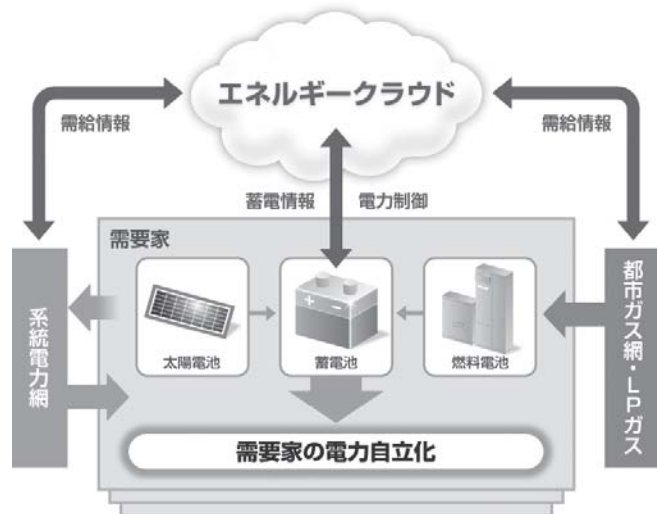 エネルギークラウド
需給情報
需給情報
蓄電情報
電力制御
需要家
系統電力網
太陽電池
蓄電池
燃料電池
都市ガス網・LPガス
需要家の電力自立化